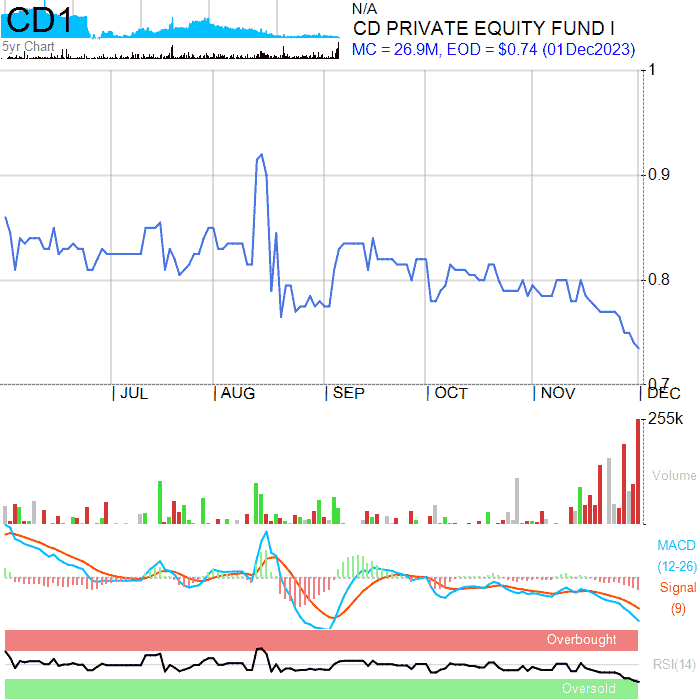 CD1
5yr Chart
N/A
CD PRIVATE EQUITY FUND I
MC = 26.9M, EOD = $0.74 (01Dec2023)
1
0.9
0.8
0.7
JUL AUG SEP OCT NOV DEC
255k
Volume
MACD
(12-26)
Signal
(9)
Overbought
RSI(14)
Oversold